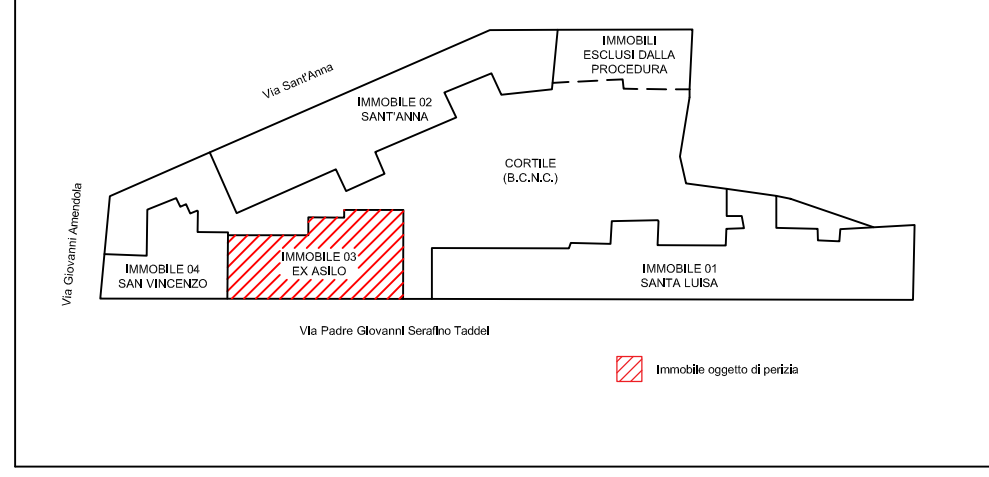 IMMOBILI
ESCLUSI DALLA
PROCEDURA
Via Sant'Anna
IMMOBILE 02
SANT'ANNA
CORTILE
(B.C.N.C.)
Via Giovanni Amendola
IMMOBILE 04
SAN VINCENZO
IMMOBILE 03
EX ASILO
IMMOBILE 01
SANTA LUISA
Via Padre Giovanni Serafino Taddei
Immobile oggetto di perizia